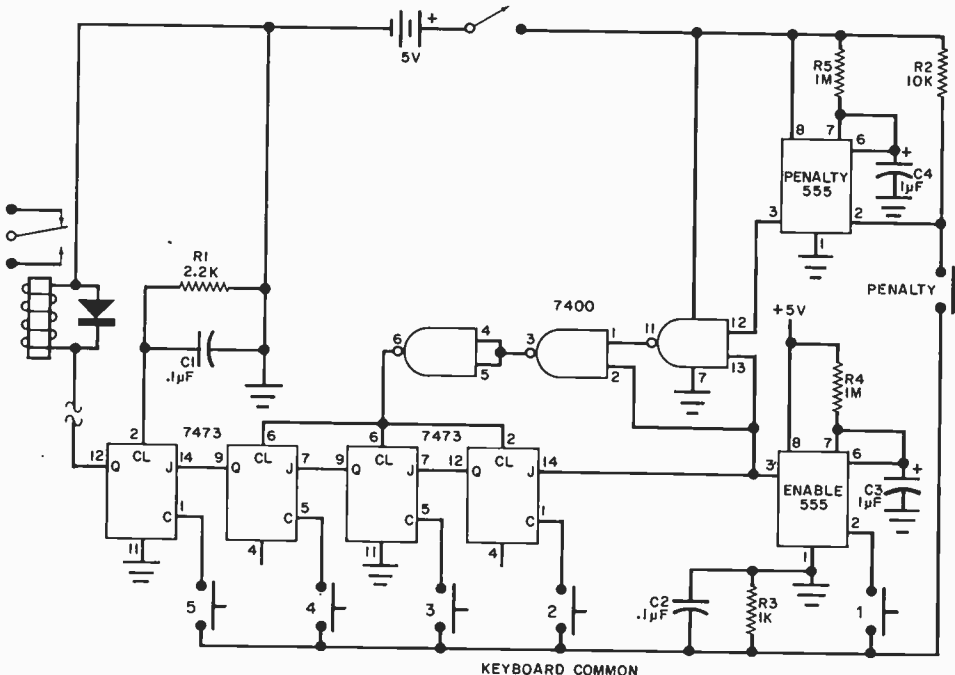 +
5V
R5
1M
R2
10K
8
7
6
+
C4
1µF
PENALTY
555
3
2
1
R1
2.2K
7400
PENALTY
+5V
6
4
5
3
1
2
11
12
13
7
C1
.1µF
R4
1M
2
7473
6
6
7473
2
8
7
6
+
C3
1µF
12
Q
CL
J
14
9
Q
CL
J
7
9
Q
CL
J
7
12
Q
CL
J
14
3
ENABLE
555
2
C
1
C
5
C
5
C
1
11
4
11
4
1
5
4
3
2
C2
.1µF
R3
1K
1
KEYBOARD COMMON